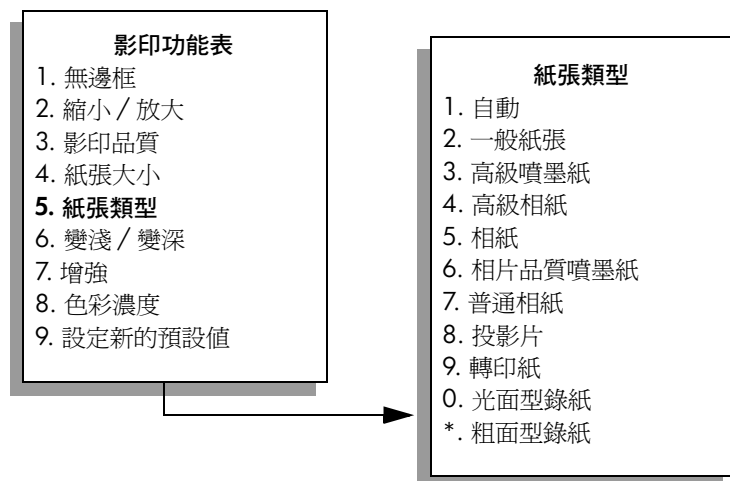 影印功能表
1. 無邊框
2. 縮小 / 放大
3. 影印品質
4. 紙張大小
5. 紙張類型
6. 變淺 / 變深
7. 增強
8. 色彩濃度
9. 設定新的預設值
紙張類型
1. 自動
2. 一般紙張
3. 高級噴墨紙
4. 高級相紙
5. 相紙
6. 相片品質噴墨紙
7. 普通相紙
8. 投影片
9. 轉印紙
0. 光面型錄紙
*. 粗面型錄紙